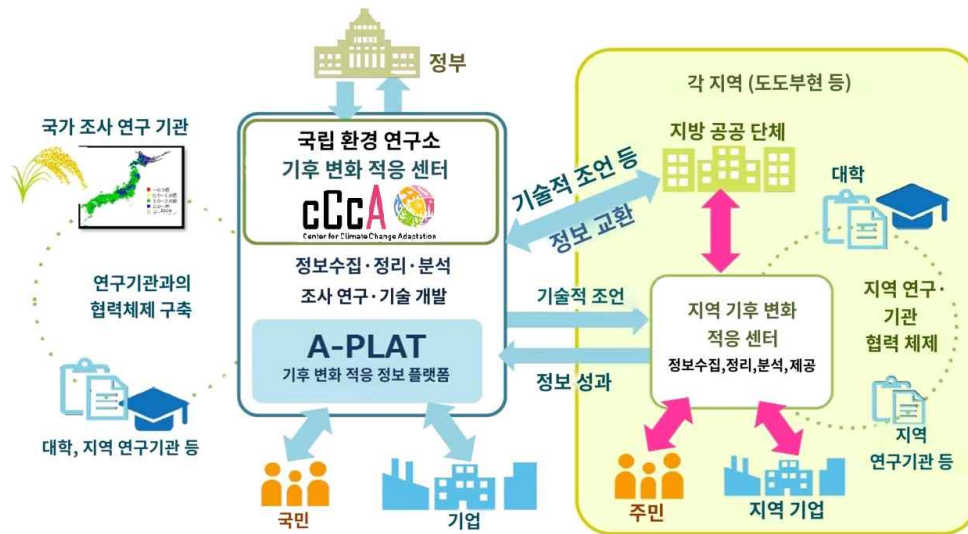 정부
국가 조사 연구 기관
국립 환경 연구소
기후 변화 적응 센터
cCcA
Center for Climate Change Adaptation
정보수집·정리·분석
조사 연구·기술 개발
A-PLAT
기후 변화 적응 정보 플랫폼
연구기관과의
협력체제 구축
대학, 지역 연구기관 등
국민
기업
기술적 조언 등
정보 교환
기술적 조언
정보 성과
각 지역 (도도부현 등)
지방 공공 단체
대학
지역 기후 변화
적응 센터
정보수집,정리,분석,제공
지역 연구·
기관
협력 체제
지역
연구기관 등
주민
지역 기업